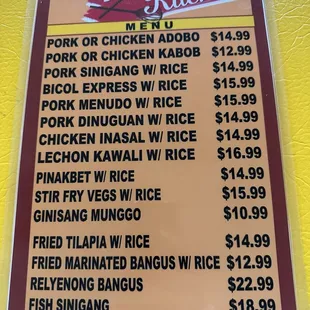 MENU
PORK OR CHICKEN ADOBO $14.99
PORK OR CHICKEN KABOB $12.99
PORK SINIGANG W/ RICE $14.99
BICOL EXPRESS W/ RICE $15.99
PORK MENUDO W/ RICE $15.99
PORK DINUGUAN W/ RICE $14.99
CHICKEN INASAL W/ RICE $14.99
LECHON KAWALI W/ RICE $16.99
PINAKBET W/ RICE $14.99
STIR FRY VEGS W/ RICE $15.99
GINISANG MUNGGO $10.99
FRIED TILAPIA W/ RICE $14.99
FRIED MARINATED BANGUS W/ RICE $12.99
RELYENONG BANGUS $22.99
FISH SINIGANG $18.99